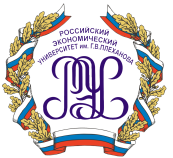 РОССИЙСКИЙ
ЭКОНОМИЧЕСКИЙ
УНИВЕРСИТЕТ ИМ. Г.В.ПЛЕХАНОВА